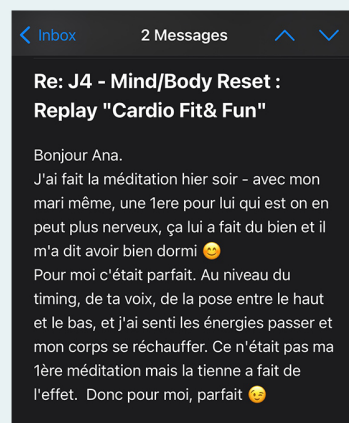 Inbox
2 Messages
Re: J4 - Mind/Body Reset :
Replay "Cardio Fit& Fun"
Bonjour Ana.
J'ai fait la méditation hier soir - avec mon
mari même, une 1ere pour lui qui est on en
peut plus nerveux, ça lui a fait du bien et il
m'a dit avoir bien dormi 😊
Pour moi c'était parfait. Au niveau du
timing, de ta voix, de la pose entre le haut
et le bas, et j'ai senti les énergies passer et
mon corps se réchauffer. Ce n'était pas ma
1ère méditation mais la tienne a fait de
l'effet.  Donc pour moi, parfait 😉